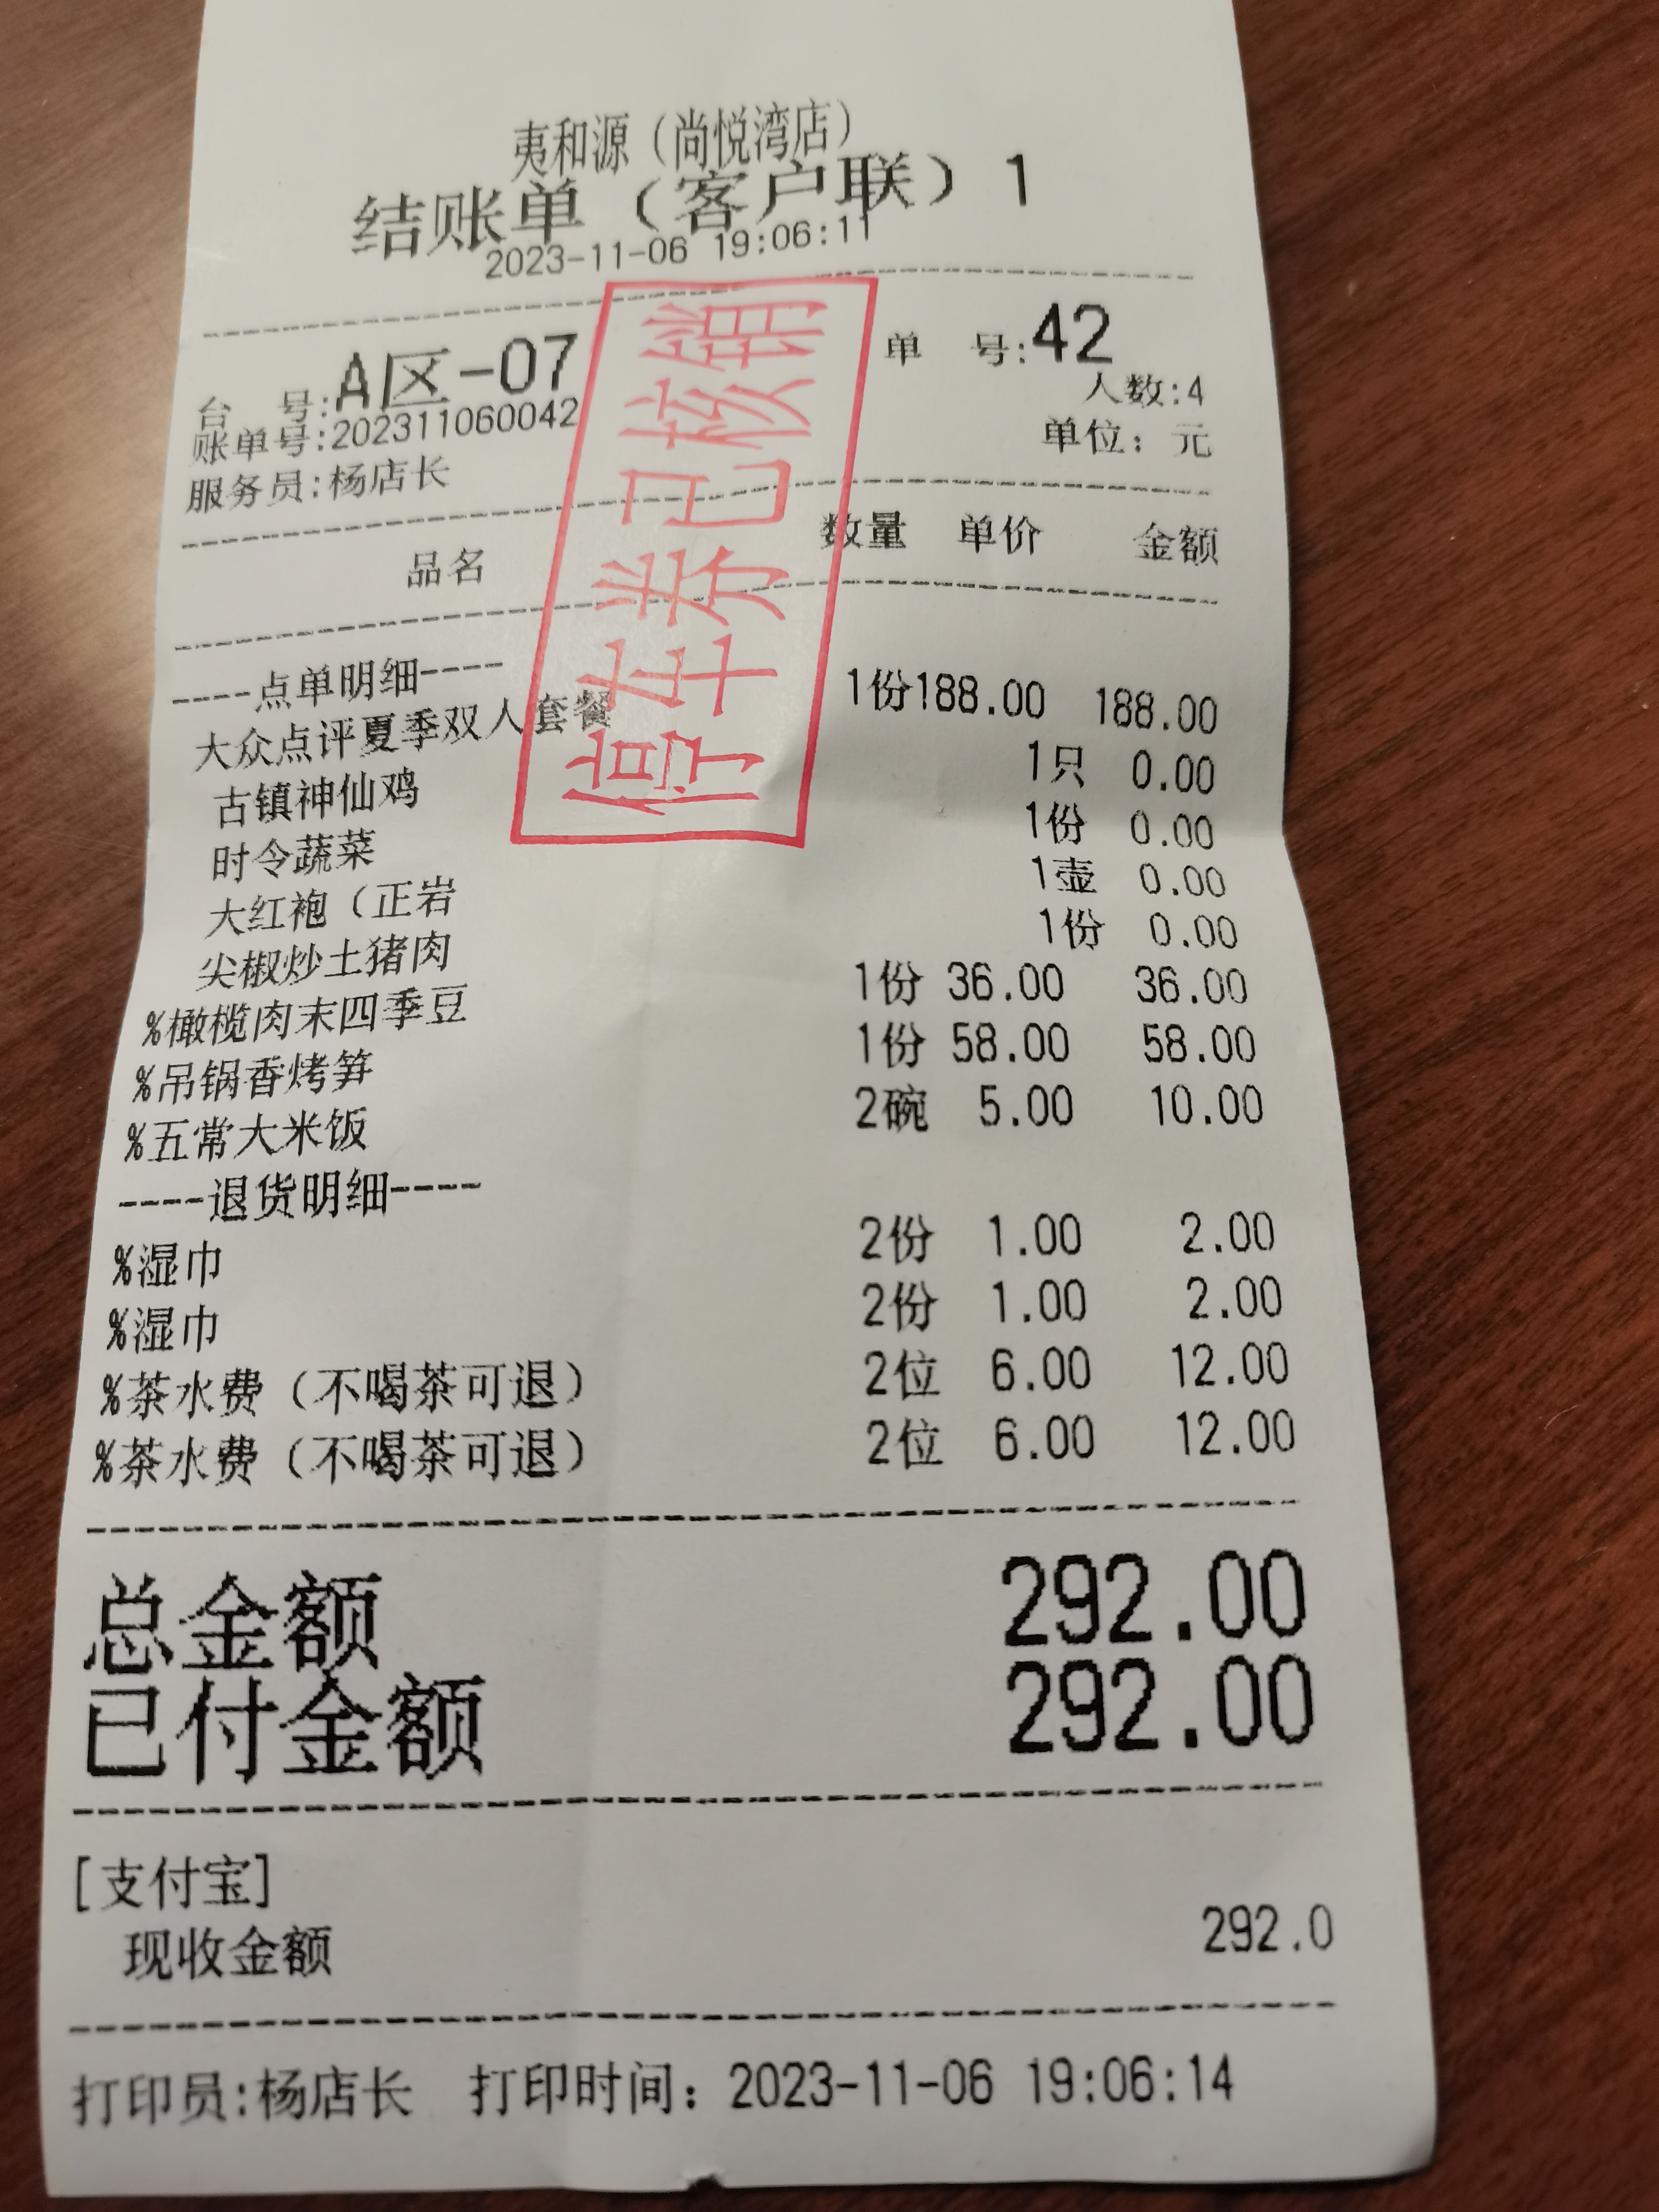 夷和源（尚悦湾店）
结账单（客户联）1
2023-11-06 19:06:11
台 号:A区-07 单 号:42
账单号:202311060042 人数:4
服务员:杨店长 单位：元
停车券已核销
品名 数量 单价 金额
----点单明细----
大众点评夏季双人套餐 1份188.00 188.00
古镇神仙鸡 1只 0.00
时令蔬菜 1份 0.00
大红袍（正岩 1壶 0.00
尖椒炒土猪肉 1份 0.00
%橄榄肉末四季豆 1份 36.00 36.00
%吊锅香烤笋 1份 58.00 58.00
%五常大米饭 2碗 5.00 10.00
----退货明细----
%湿巾 2份 1.00 2.00
%湿巾 2份 1.00 2.00
%茶水费（不喝茶可退） 2位 6.00 12.00
%茶水费（不喝茶可退） 2位 6.00 12.00
总金额 292.00
已付金额 292.00
[支付宝]
现收金额 292.0
打印员:杨店长 打印时间：2023-11-06 19:06:14